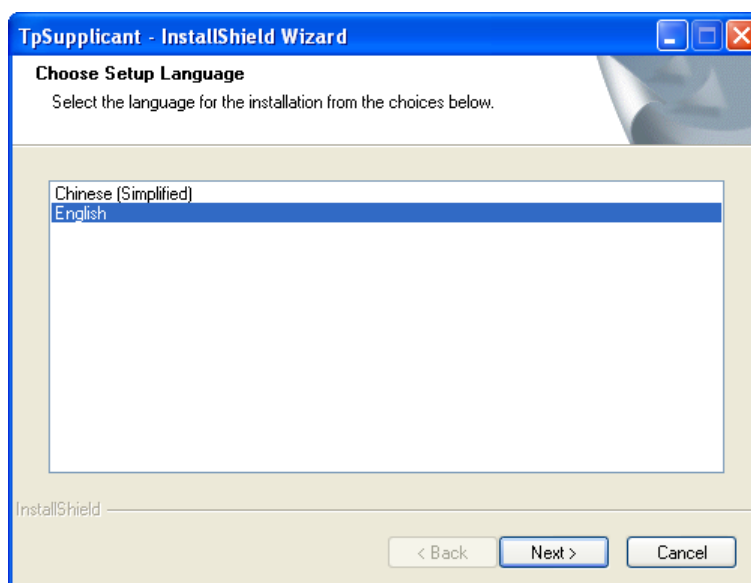 TpSupplicant - InstallShield Wizard
Choose Setup Language
Select the language for the installation from the choices below.
Chinese (Simplified)
English
InstallShield
< Back
Next >
Cancel